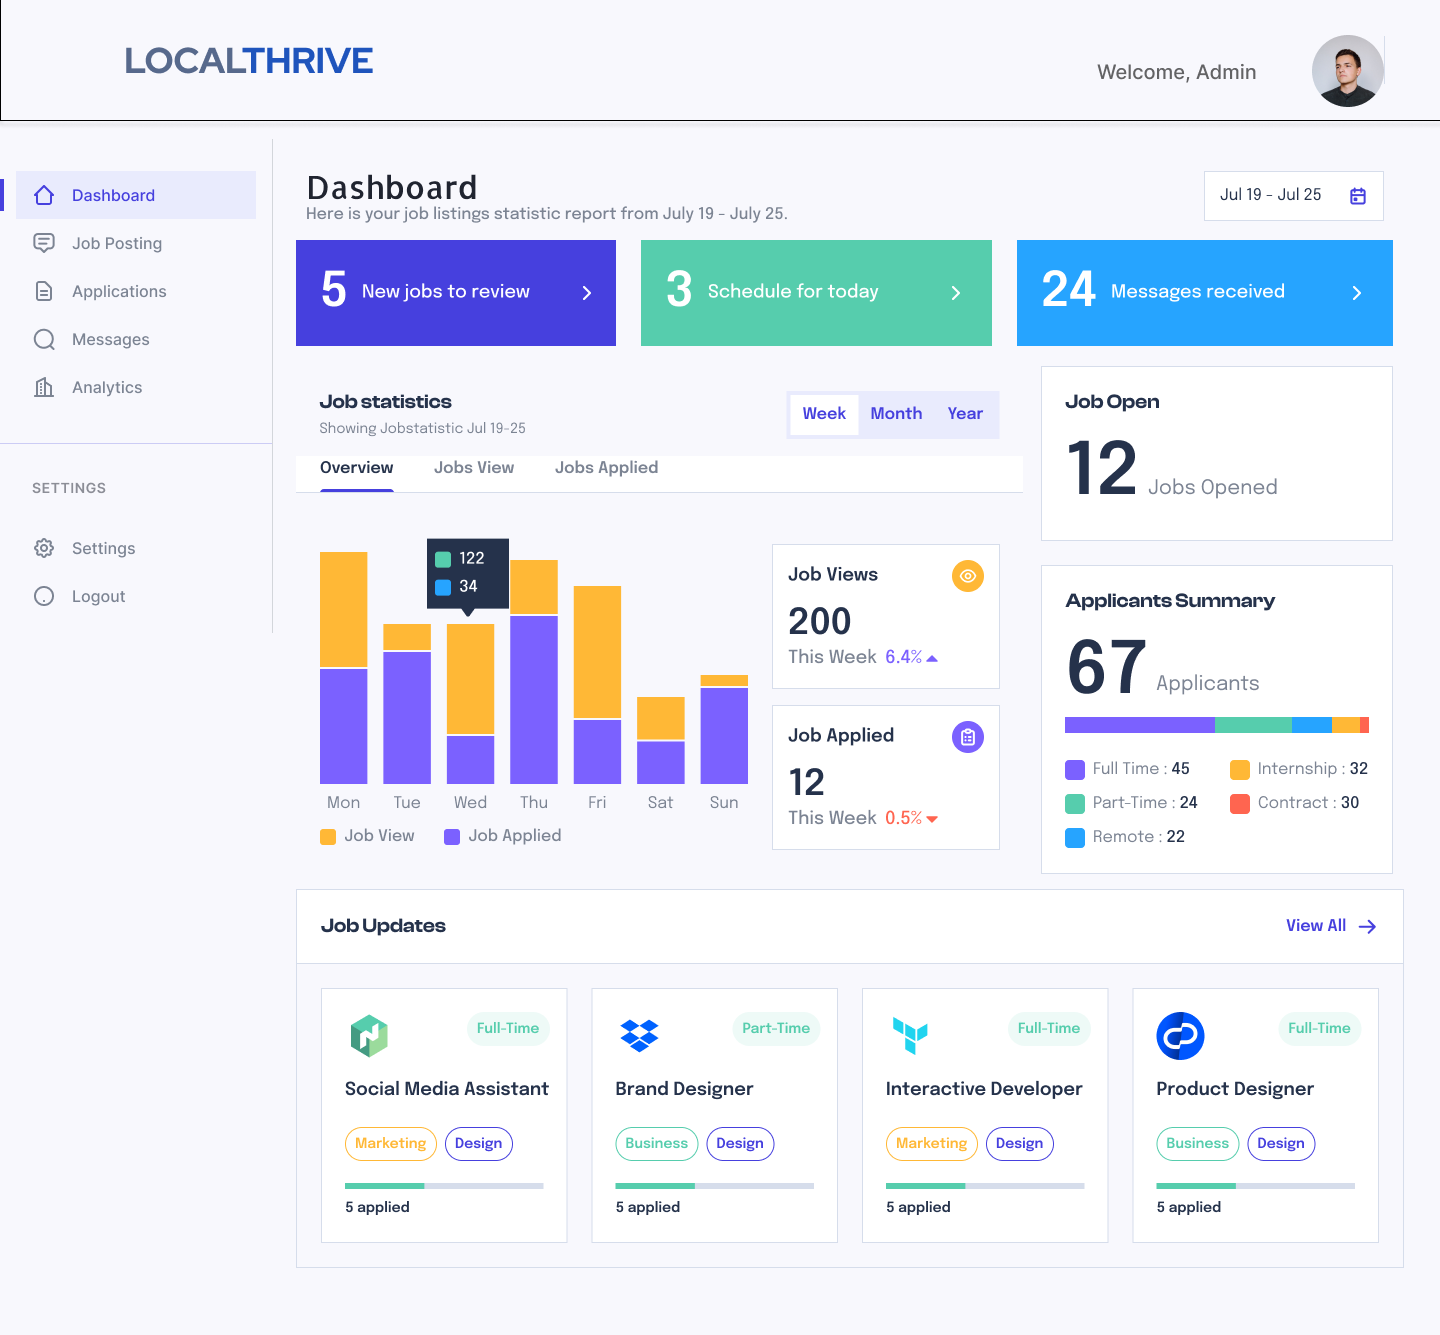 LOCALTHRIVE
Welcome, Admin
Dashboard
Job Posting
Applications
Messages
Analytics
SETTINGS
Settings
Logout
Dashboard
Here is your job listings statistic report from July 19 - July 25.
Jul 19 - Jul 25
5 New jobs to review
3 Schedule for today
24 Messages received
Job statistics
Showing Jobstatistic Jul 19-25
Week Month Year
Overview Jobs View Jobs Applied
122
34
Mon Tue Wed Thu Fri Sat Sun
Job View Job Applied
Job Views
200
This Week 6.4%
Job Applied
12
This Week 0.5%
Job Open
12 Jobs Opened
Applicants Summary
67 Applicants
Full Time : 45 Internship : 32
Part-Time : 24 Contract : 30
Remote : 22
Job Updates
View All
Full-Time
Social Media Assistant
Marketing Design
5 applied
Part-Time
Brand Designer
Business Design
5 applied
Full-Time
Interactive Developer
Marketing Design
5 applied
Full-Time
Product Designer
Business Design
5 applied